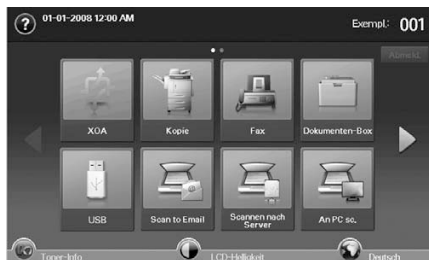 ? 01-01-2008 12:00 AM
Exempl.: 001
Abmeld.
XOA
Kopie
Fax
Dokumenten-Box
USB
Scan to Email
Scannen nach
Server
An PC sc.
Toner-Info
LCD-Helligkeit
Deutsch